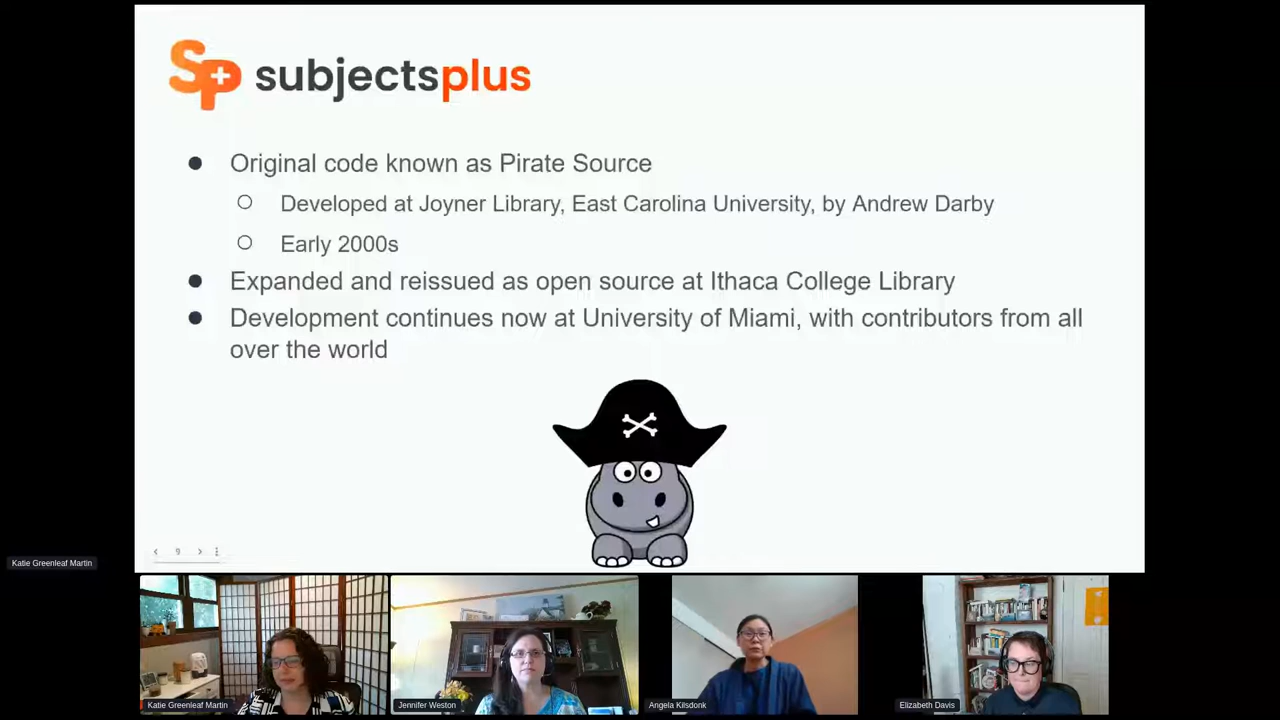 SP+ subjectsplus
Original code known as Pirate Source
Developed at Joyner Library, East Carolina University, by Andrew Darby
Early 2000s
Expanded and reissued as open source at Ithaca College Library
Development continues now at University of Miami, with contributors from all
over the world
9
Katie Greenleaf Martin
Katie Greenleaf Martin
Jennifer Weston
Angela Kilsdonk
Elizabeth Davis